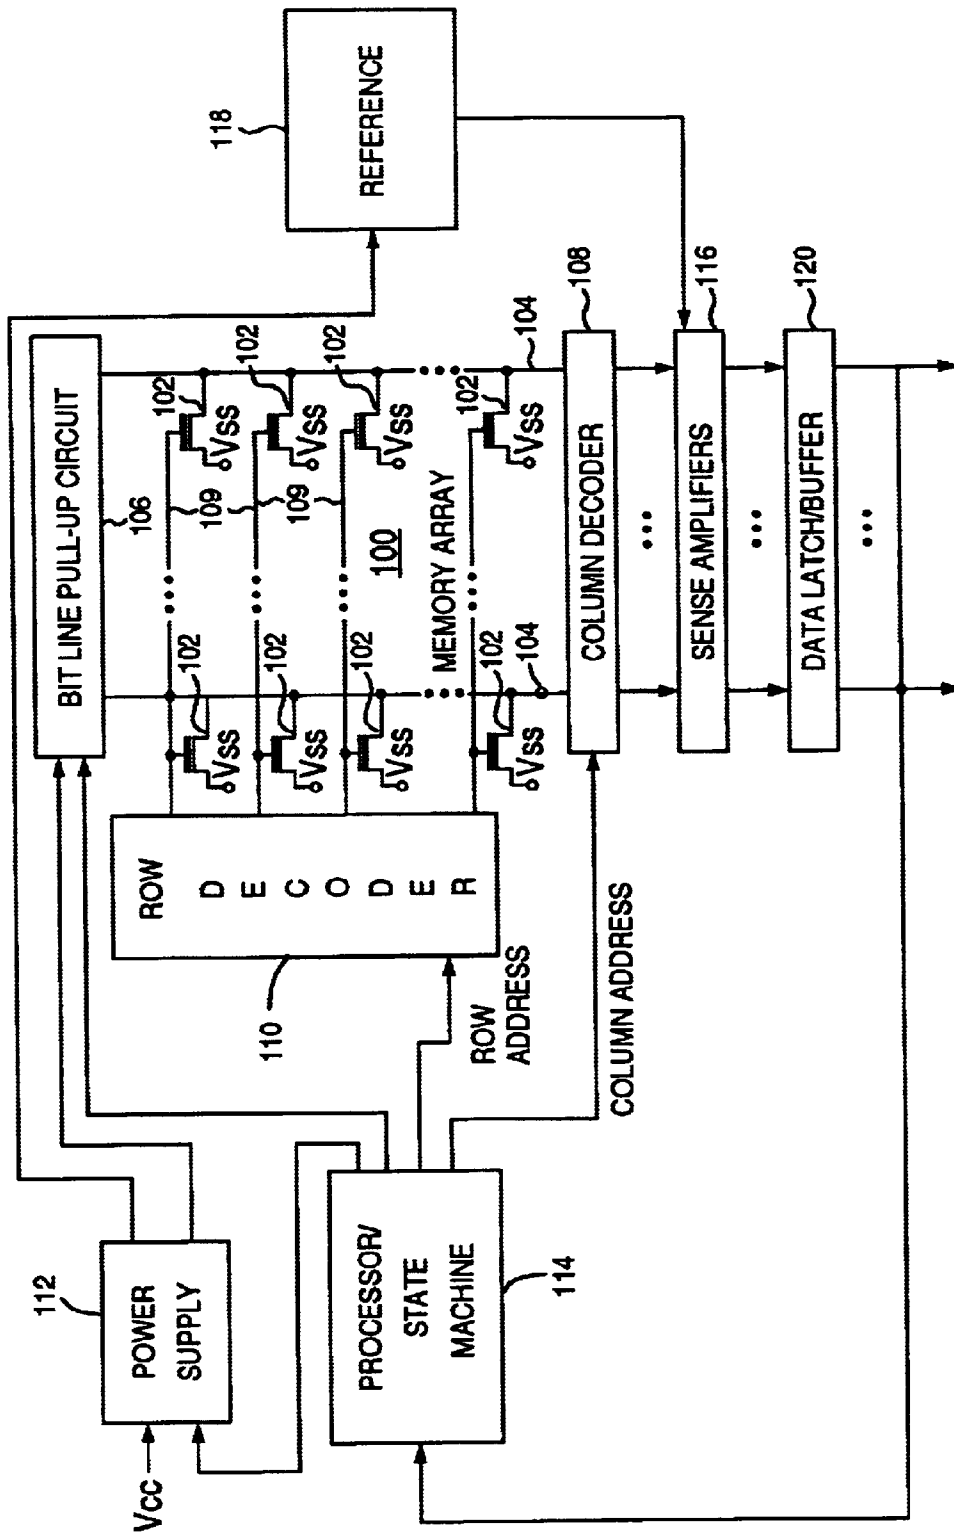 112
POWER
SUPPLY
Vcc
PROCESSOR/
STATE
MACHINE
114
BIT LINE PULL-UP CIRCUIT
106
118
REFERENCE
ROW
D
E
C
O
D
E
R
110
ROW
ADDRESS
COLUMN ADDRESS
102
VSS
102
VSS
102
VSS
102
VSS
104
109
109
109
100
MEMORY ARRAY
102
VSS
102
VSS
102
VSS
102
VSS
104
COLUMN DECODER
108
SENSE AMPLIFIERS
116
DATA LATCH/BUFFER
120